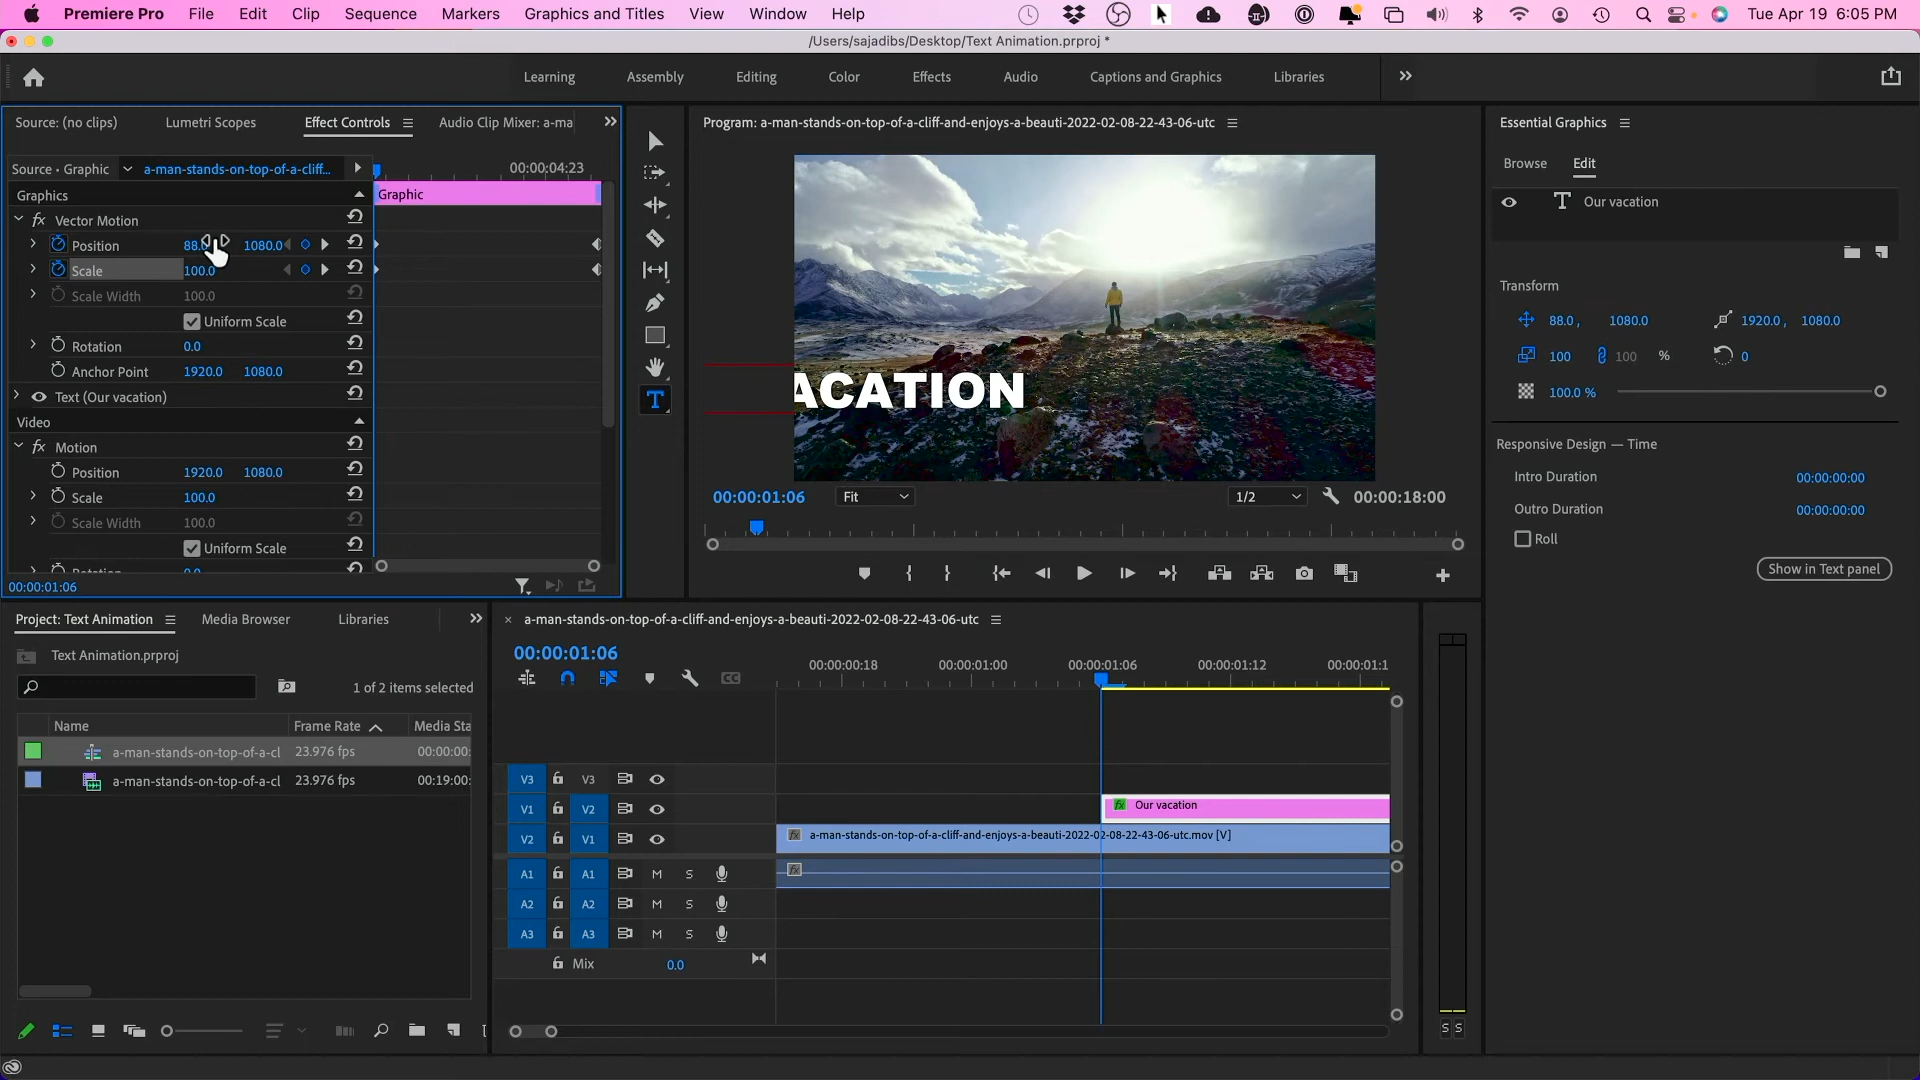 Premiere Pro File Edit Clip Sequence Markers Graphics and Titles View Window Help Tue Apr 19 6:05 PM
/Users/sajadibs/Desktop/Text Animation.prproj *
Learning Assembly Editing Color Effects Audio Captions and Graphics Libraries
Source: (no clips) Lumetri Scopes Effect Controls Audio Clip Mixer: a-ma
Source • Graphic a-man-stands-on-top-of-a-cliff... 00:00:04:23
Graphics Graphic
fx Vector Motion
Position 1080.0
Scale 100.0
Scale Width 100.0
Uniform Scale
Rotation 0.0
Anchor Point 1920.0 1080.0
Text (Our vacation)
Video
fx Motion
Position 1920.0 1080.0
Scale 100.0
Scale Width 100.0
Uniform Scale
Rotation 0.0
00:00:01:06
T
Program: a-man-stands-on-top-of-a-cliff-and-enjoys-a-beauti-2022-02-08-22-43-06-utc
ACATION
00:00:01:06 Fit 1/2 00:00:18:00
Essential Graphics
Browse Edit
T Our vacation
Transform
88.0 , 1080.0 1920.0 , 1080.0
100 100 % 0
100.0 %
Responsive Design — Time
Intro Duration 00:00:00:00
Outro Duration 00:00:00:00
Roll
Show in Text panel
Project: Text Animation Media Browser Libraries
Text Animation.prproj
1 of 2 items selected
Name Frame Rate Media Sta
a-man-stands-on-top-of-a-cl 23.976 fps 00:00:00:
a-man-stands-on-top-of-a-cl 23.976 fps 00:19:00:
a-man-stands-on-top-of-a-cliff-and-enjoys-a-beauti-2022-02-08-22-43-06-utc
00:00:01:06
00:00:00:18 00:00:01:00 00:00:01:06 00:00:01:12 00:00:01:1
V3 V3
V1 V2 fx Our vacation
V2 V1 fx a-man-stands-on-top-of-a-cliff-and-enjoys-a-beauti-2022-02-08-22-43-06-utc.mov [V]
A1 A1 M S fx
A2 A2 M S
A3 A3 M S
Mix 0.0
S S